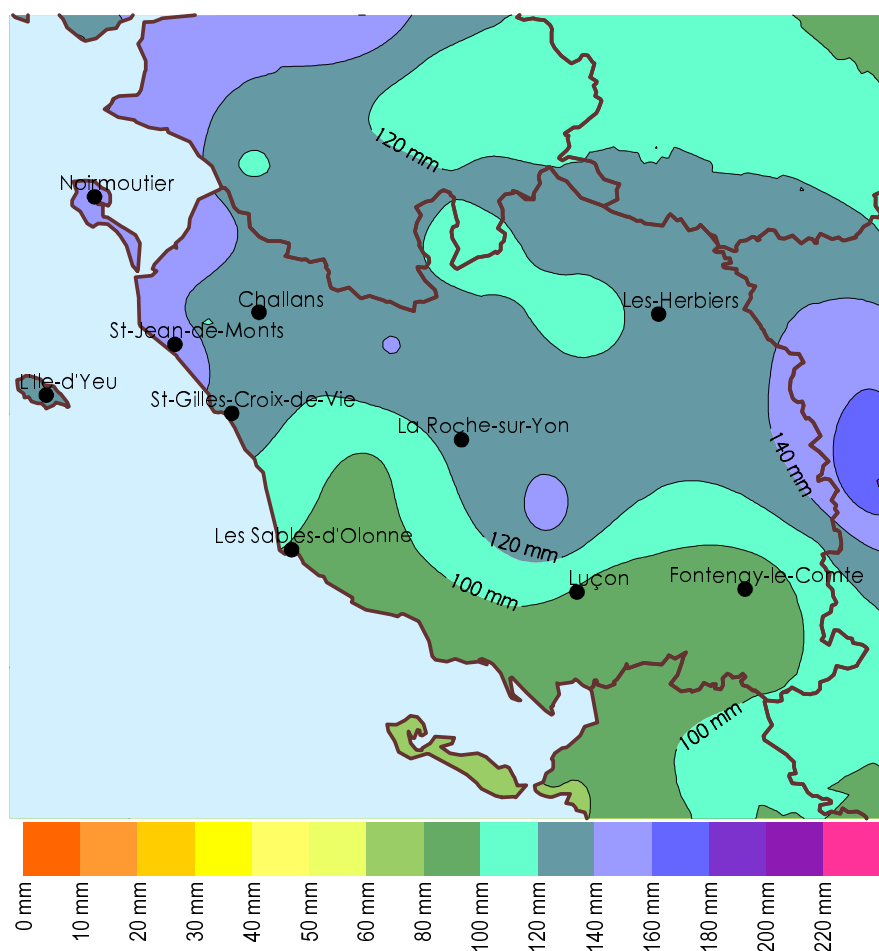 120 mm
Noirmoutier
Challans
Les-Herbiers
St-Jean-de-Monts
L'Ile-d'Yeu
St-Gilles-Croix-de-Vie
La Roche-sur-Yon
140 mm
Les Sables-d'Olonne
120 mm
100 mm
Luçon
Fontenay-le-Comte
100 mm
0 mm
10 mm
20 mm
30 mm
40 mm
50 mm
60 mm
80 mm
100 mm
120 mm
140 mm
160 mm
180 mm
200 mm
220 mm